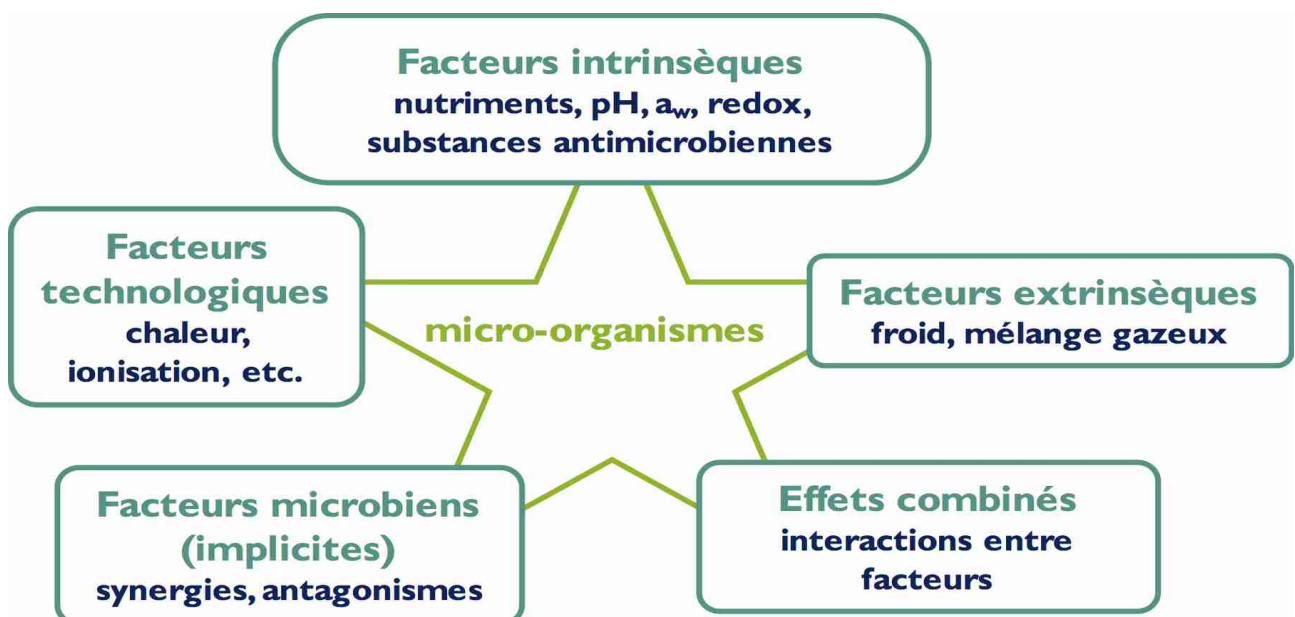 Facteurs intrinsèques
nutriments, pH, aw, redox,
substances antimicrobiennes
Facteurs
technologiques
chaleur,
ionisation, etc.
micro-organismes
Facteurs extrinsèques
froid, mélange gazeux
Facteurs microbiens
(implicites)
synergies, antagonismes
Effets combinés
interactions entre
facteurs